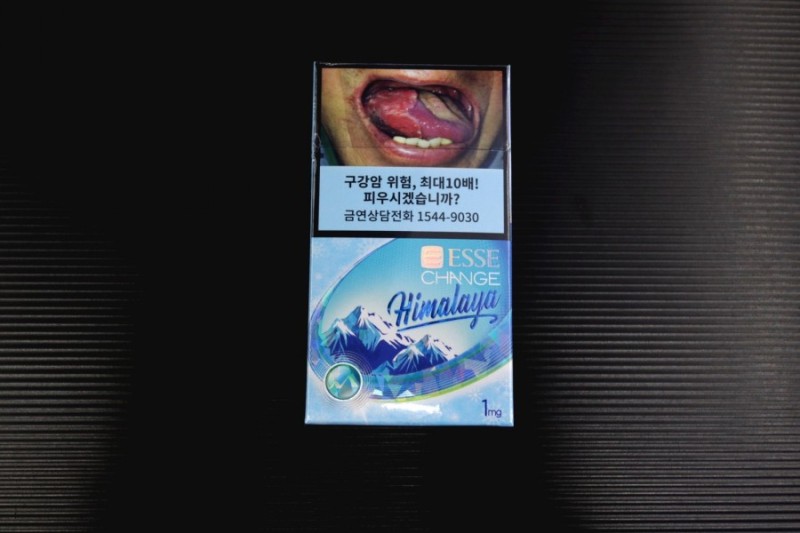 구강암 위험, 최대10배!
피우시겠습니까?
금연상담전화 1544-9030
ESSE
CHANGE
Himalaya
1mg